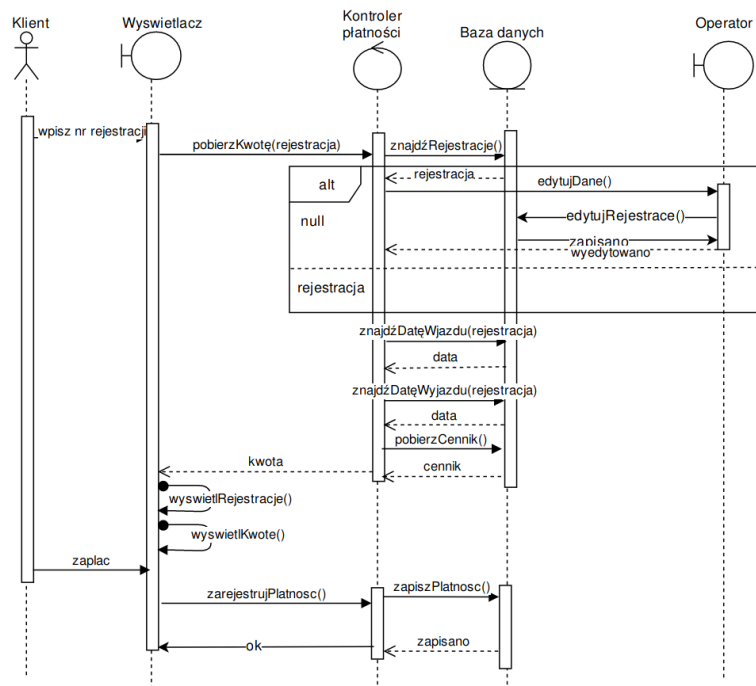 Klient
Wyswietlacz
Kontroler
płatności
Baza danych
Operator
wpisz nr rejestracji
pobierzKwotę(rejestracja)
znajdźRejestracje()
rejestracja
alt
edytujDane()
null
edytujRejestrace()
zapisano
wyedytowano
rejestracja
znajdźDatęWjazdu(rejestracja)
data
znajdźDatęWyjazdu(rejestracja)
data
pobierzCennik()
kwota
cennik
wyswietlRejestracje()
wyswietlKwote()
zaplac
zarejestrujPlatnosc()
zapiszPlatnosc()
ok
zapisano